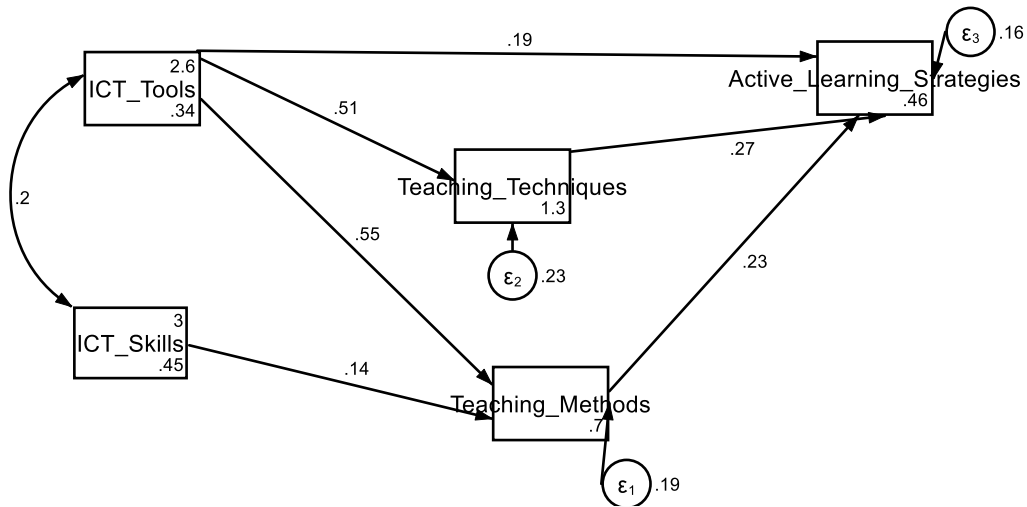 ε3
.16
.19
2.6
ICT_Tools
.34
Active_Learning_Strategies
.46
.51
.27
Teaching_Techniques
1.3
.2
.55
.23
ε2
.23
3
ICT_Skills
.45
.14
Teaching_Methods
.7
ε1
.19